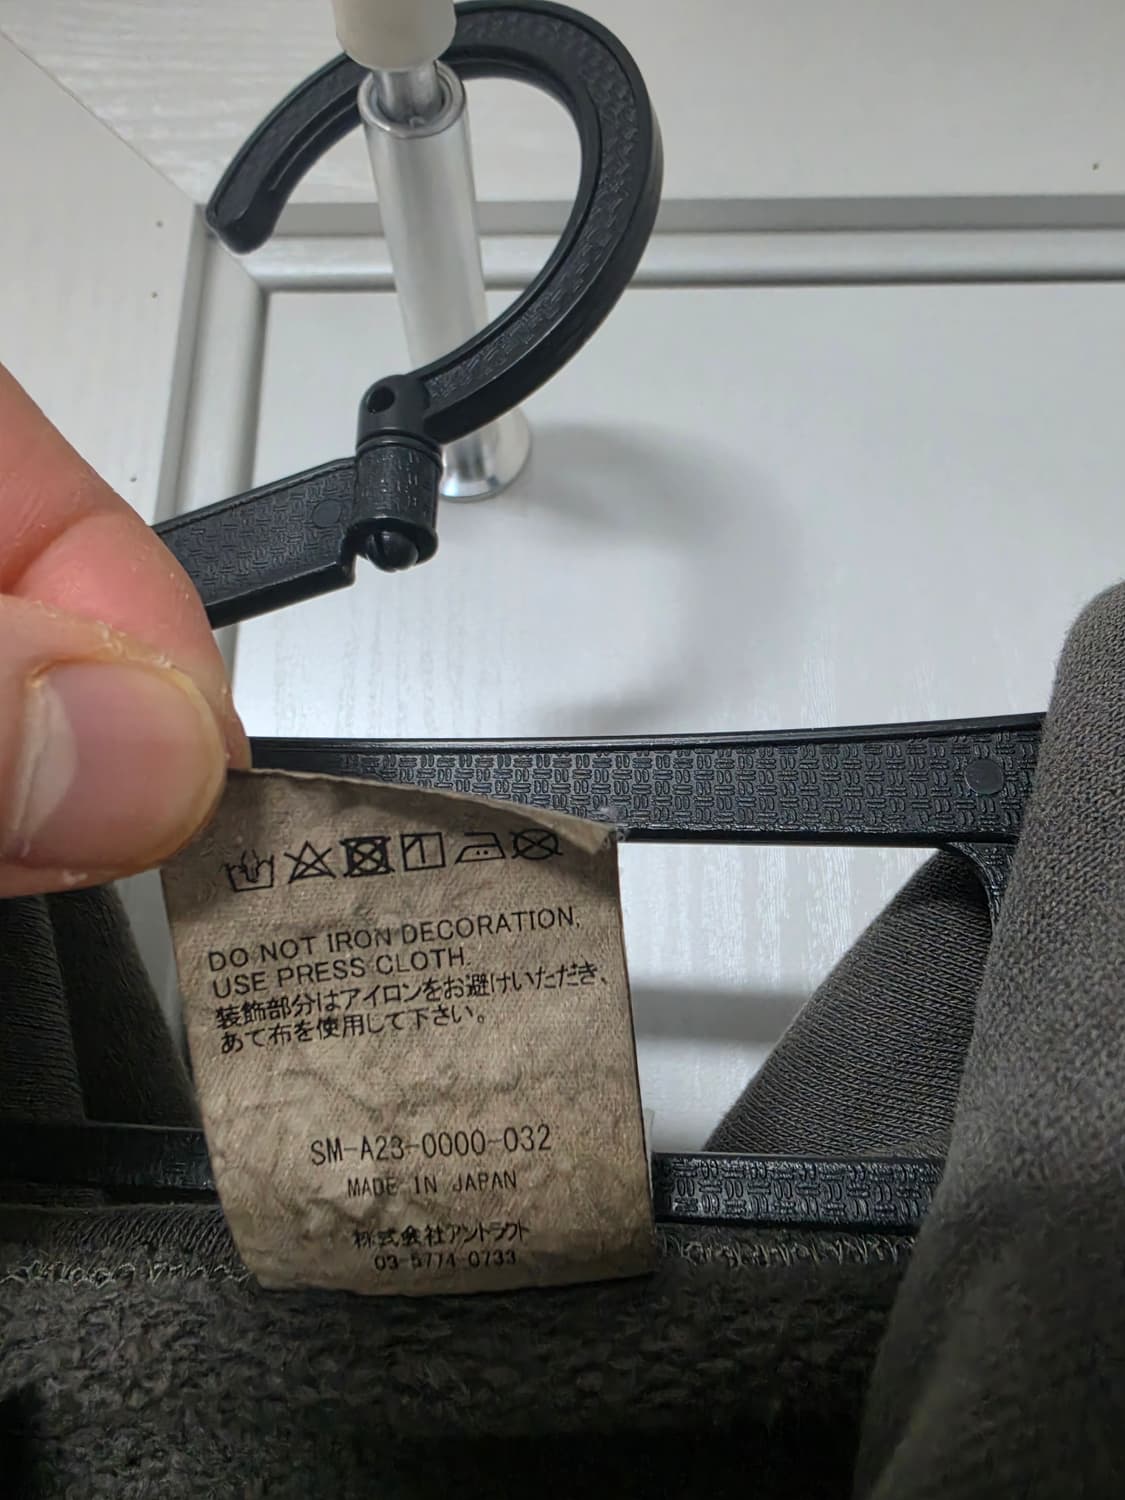 DO NOT IRON DECORATION,
USE PRESS CLOTH.
装飾部分はアイロンをお避けいただき、
あて布を使用して下さい。
SM-A23-0000-032
MADE IN JAPAN
株式会社アントラクト
03-5774-0733